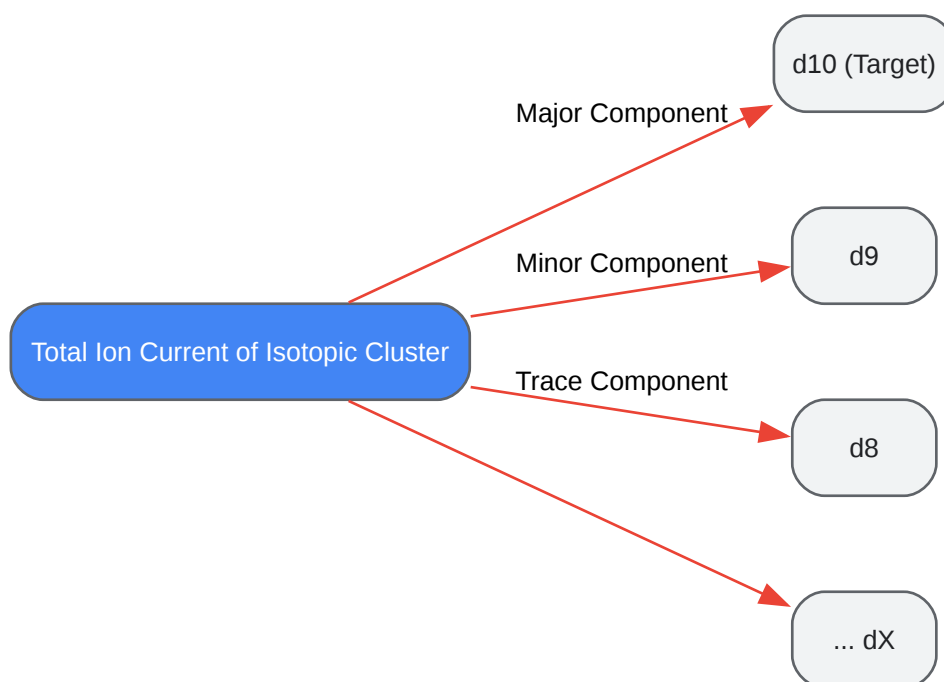 d10 (Target)
Major Component
Minor Component
d9
Total Ion Current of Isotopic Cluster
Trace Component
d8
... dX